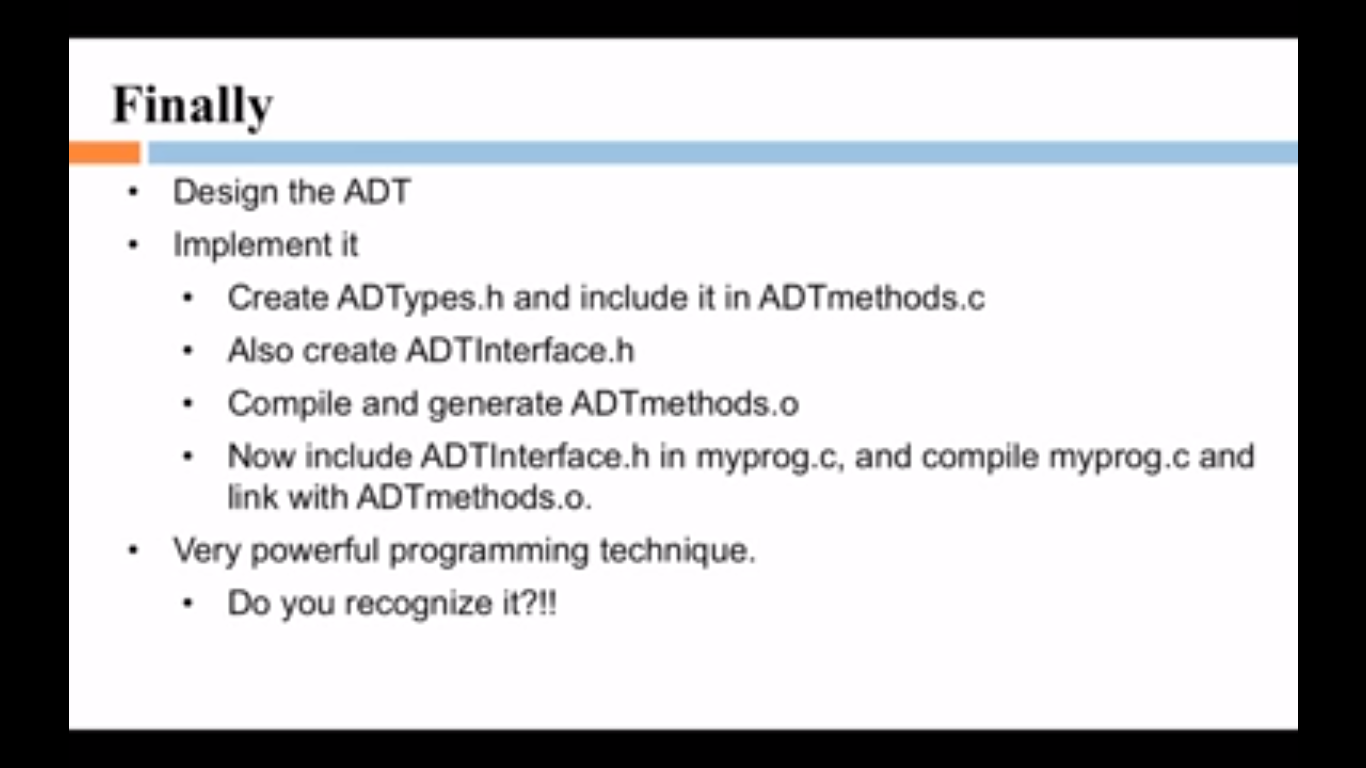 Finally
• Design the ADT
• Implement it
• Create ADTypes.h and include it in ADTmethods.c
• Also create ADTInterface.h
• Compile and generate ADTmethods.o
• Now include ADTInterface.h in myprog.c, and compile myprog.c and
link with ADTmethods.o.
• Very powerful programming technique.
• Do you recognize it?!!